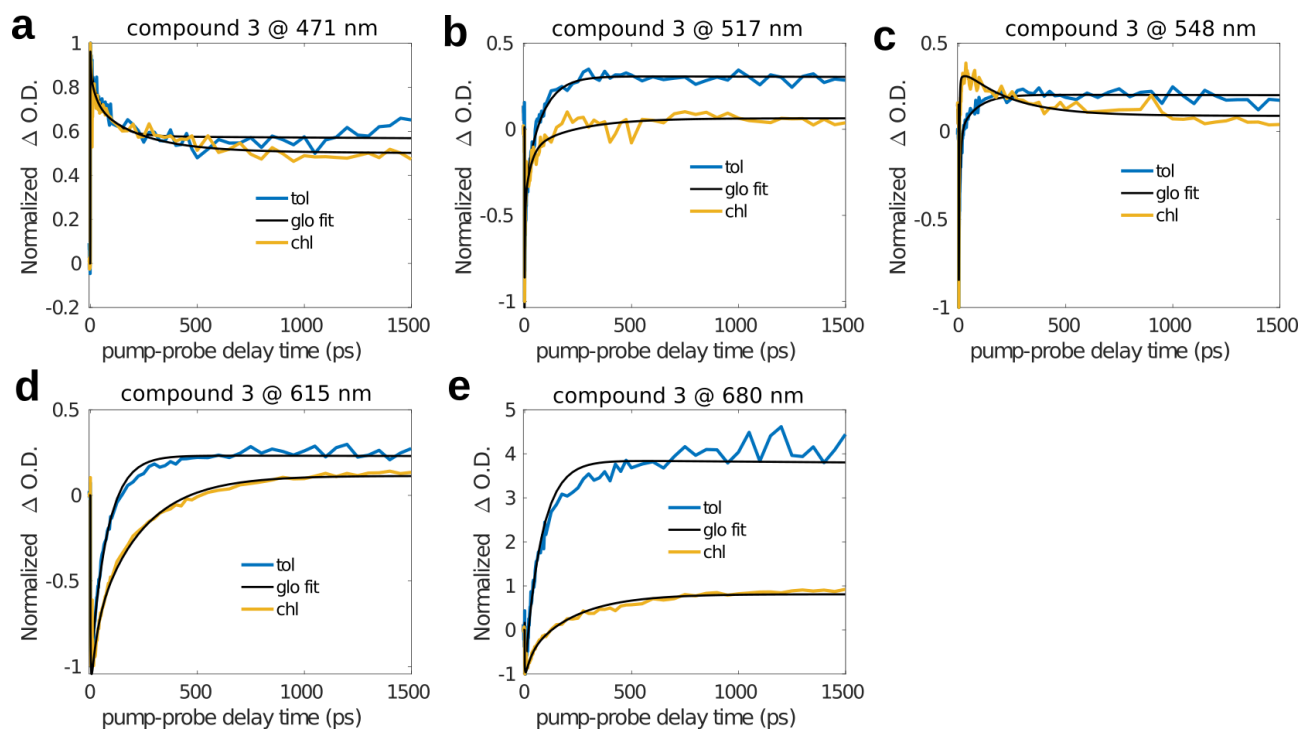 a
compound 3 @ 471 nm
Normalized Δ O.D.
1
0.8
0.6
0.4
0.2
0
-0.2
tol
glo fit
chl
0 500 1000 1500
pump-probe delay time (ps)
b
compound 3 @ 517 nm
Normalized Δ O.D.
0.5
0
-0.5
-1
tol
glo fit
chl
0 500 1000 1500
pump-probe delay time (ps)
c
compound 3 @ 548 nm
Normalized Δ O.D.
0.5
0
-0.5
-1
tol
glo fit
chl
0 500 1000 1500
pump-probe delay time (ps)
d
compound 3 @ 615 nm
Normalized Δ O.D.
0.5
0
-0.5
-1
tol
glo fit
chl
0 500 1000 1500
pump-probe delay time (ps)
e
compound 3 @ 680 nm
Normalized Δ O.D.
5
4
3
2
1
0
-1
tol
glo fit
chl
0 500 1000 1500
pump-probe delay time (ps)